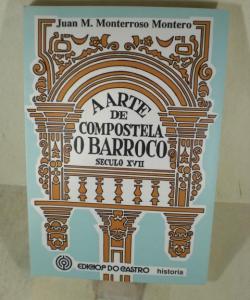 Juan M. Monterroso Montero
A ARTE
DE
COMPOSTELA
O BARROCO
SECULO XVII
EDICIOS DO CASTRO
historia